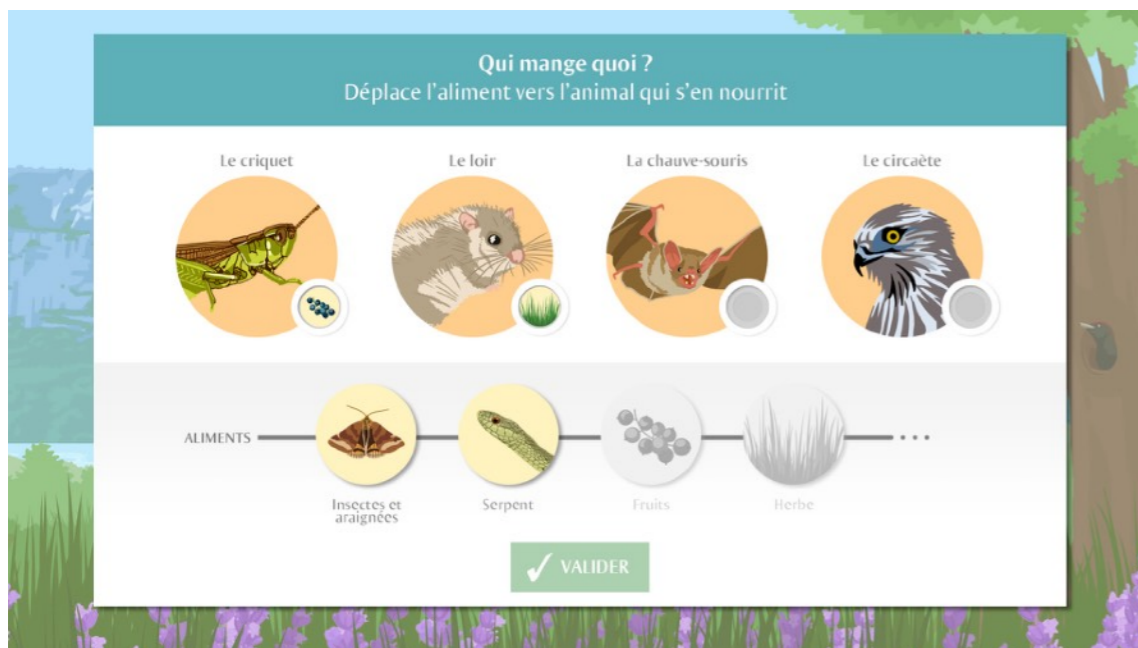 Qui mange quoi ?
Déplace l'aliment vers l'animal qui s'en nourrit
Le criquet
Le loir
La chauve-souris
Le circaète
ALIMENTS
Insectes et
araignées
Serpent
Fruits
Herbe
VALIDER